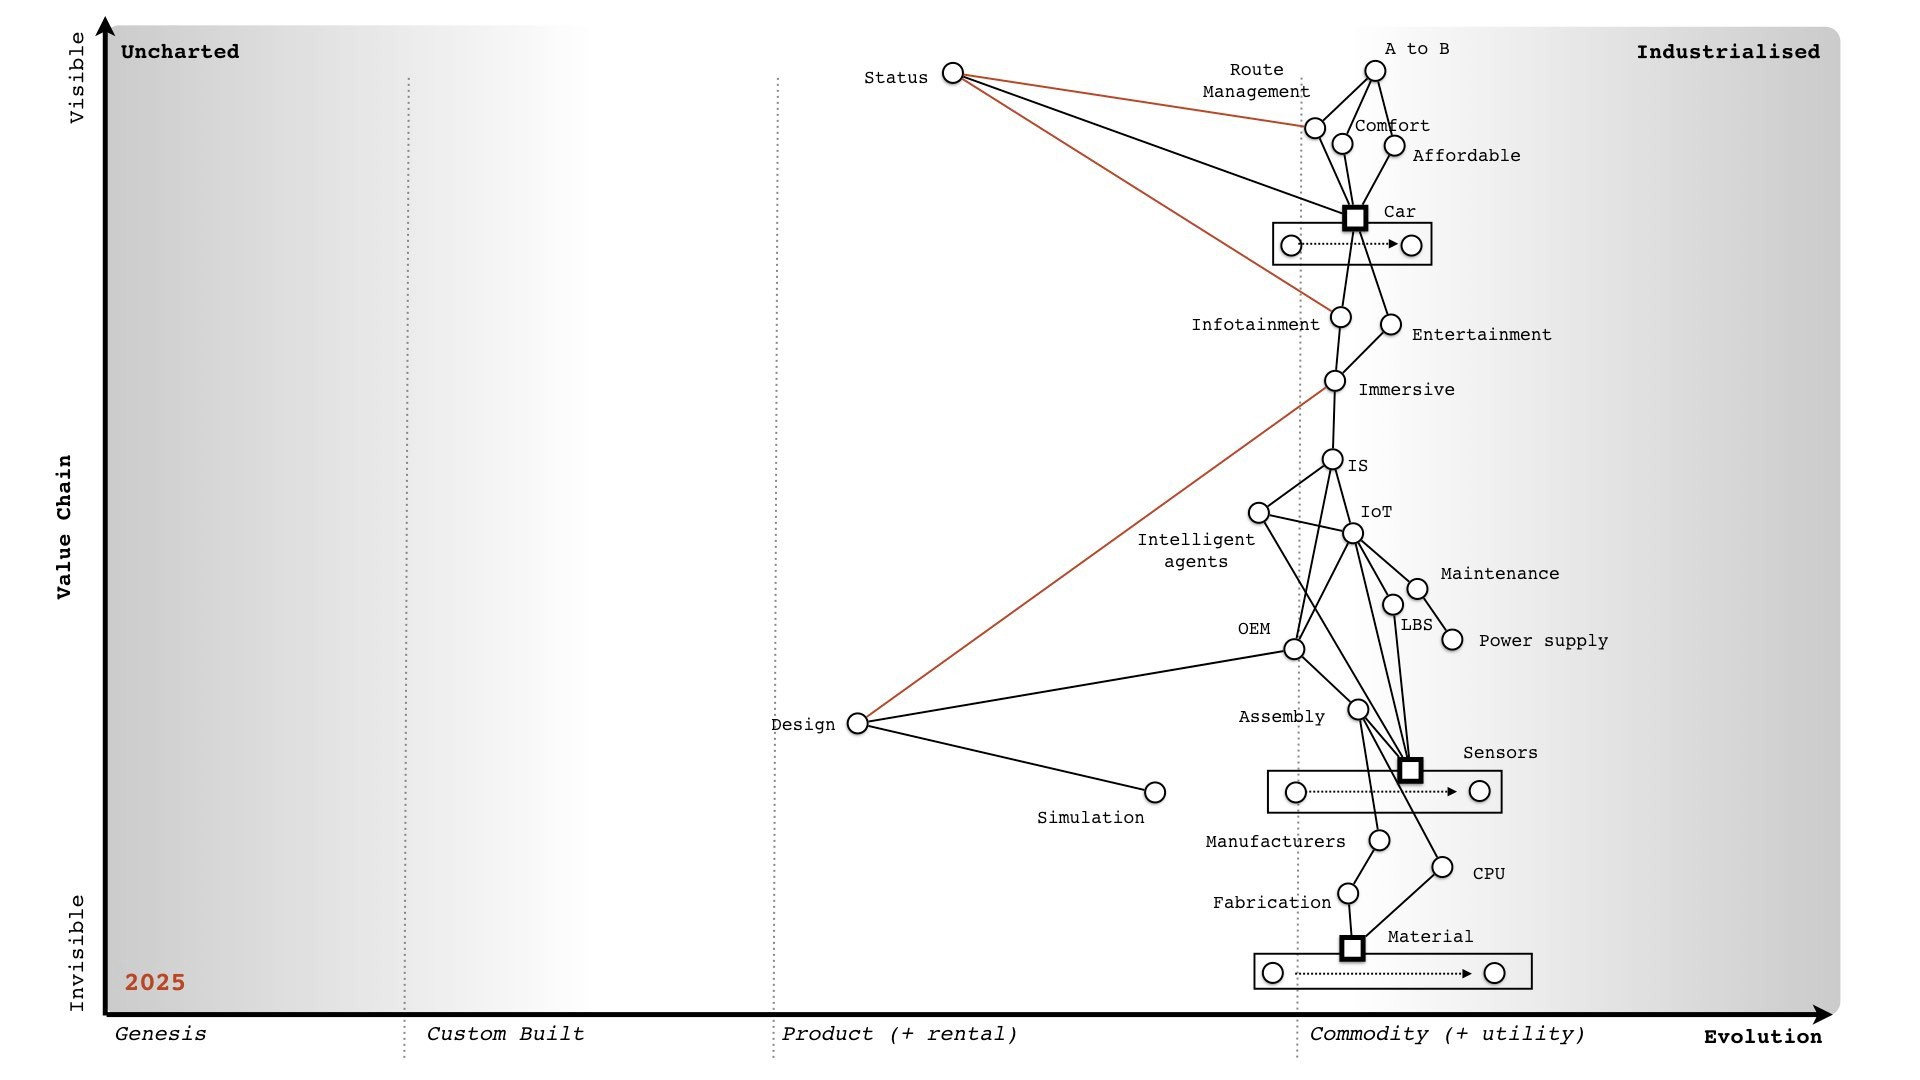 Visible
Uncharted
Status
Route
Management
A to B
Industrialised
Comfort
Affordable
Car
Infotainment
Entertainment
Immersive
Value Chain
IS
IoT
Intelligent
agents
Maintenance
OEM
LBS
Power supply
Design
Assembly
Sensors
Simulation
Manufacturers
CPU
Fabrication
Material
Invisible
2025
Genesis
Custom Built
Product (+ rental)
Commodity (+ utility)
Evolution